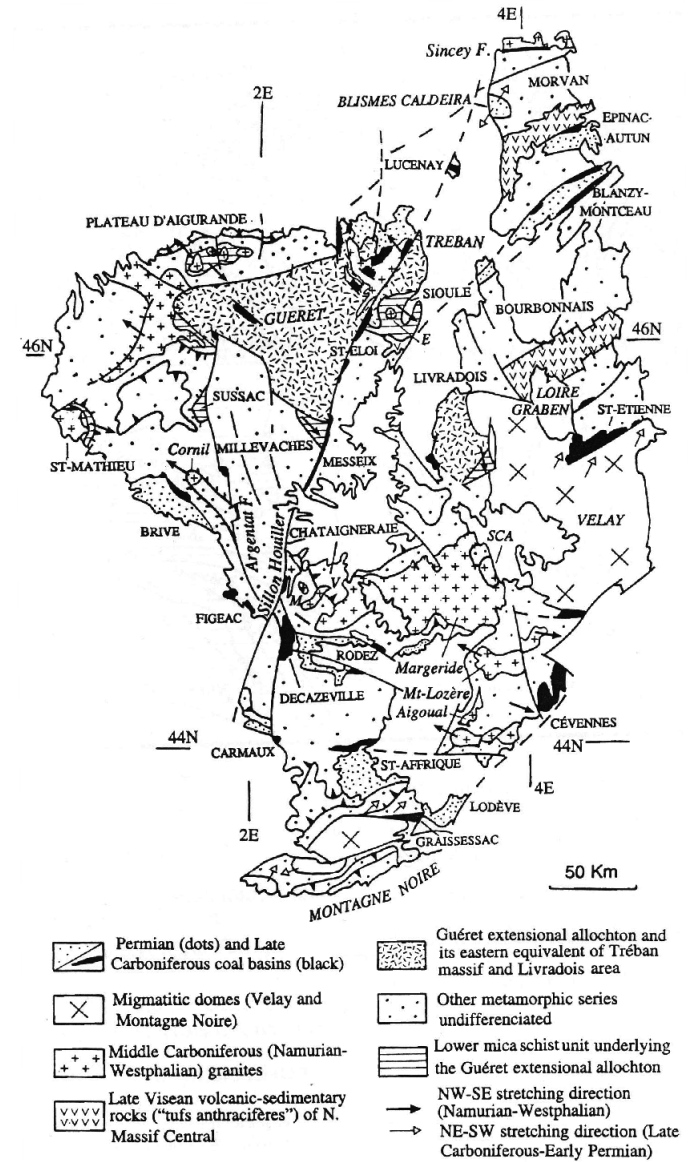 4E
Sincey F.
MORVAN
2E
BLISMES CALDEIRA
EPINAC-
AUTUN
LUCENAY
BLANZY-
MONTCEAU
PLATEAU D'AIGURANDE
TREBAN
SIOULE
BOURBONNAIS
GUERET
46N
46N
E
ST-ELOI
LIVRADOIS
LOIRE
GRABEN
SUSSAC
ST-ETIENNE
Cornil
MILLEVACHES
ST-MATHIEU
MESSEIX
VELAY
BRIVE
Argentat F.
Sillon Houiller
CHATAIGNERAIE
SCA
M
V
FIGEAC
RODEZ
Margeride
DECAZEVILLE
Mt-Lozère
Aigoual
CÉVENNES
44N
CARMAUX
44N
ST-AFFRIQUE
4E
LODÈVE
2E
GRAISSESSAC
50 Km
MONTAGNE NOIRE
Permian (dots) and Late
Carboniferous coal basins (black)
Migmatitic domes (Velay and
Montagne Noire)
Middle Carboniferous (Namurian-
Westphalian) granites
Late Visean volcanic-sedimentary
rocks ("tufs anthracifères") of N.
Massif Central
Guéret extensional allochton and
its eastern equivalent of Tréban
massif and Livradois area
Other metamorphic series
undifferenciated
Lower mica schist unit underlying
the Guéret extensional allochton
NW-SE stretching direction
(Namurian-Westphalian)
NE-SW stretching direction (Late
Carboniferous-Early Permian)